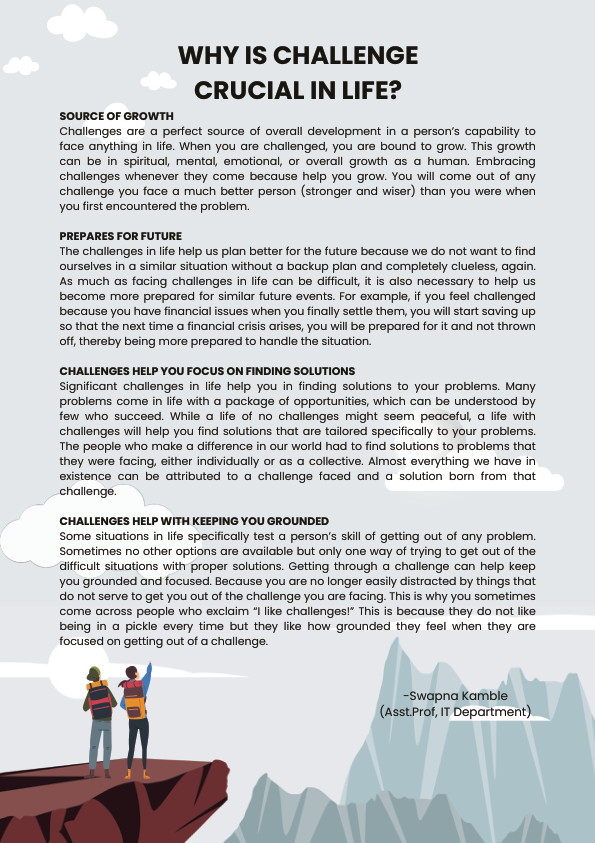 WHY IS CHALLENGE
CRUCIAL IN LIFE?
SOURCE OF GROWTH
Challenges are a perfect source of overall development in a person's capability to
face anything in life. When you are challenged, you are bound to grow. This growth
can be in spiritual, mental, emotional, or overall growth as a human. Embracing
challenges whenever they come because help you grow. You will come out of any
challenge you face a much better person (stronger and wiser) than you were when
you first encountered the problem.
PREPARES FOR FUTURE
The challenges in life help us plan better for the future because we do not want to find
ourselves in a similar situation without a backup plan and completely clueless, again.
As much as facing challenges in life can be difficult, it is also necessary to help us
become more prepared for similar future events. For example, if you feel challenged
because you have financial issues when you finally settle them, you will start saving up
so that the next time a financial crisis arises, you will be prepared for it and not thrown
off, thereby being more prepared to handle the situation.
CHALLENGES HELP YOU FOCUS ON FINDING SOLUTIONS
Significant challenges in life help you in finding solutions to your problems. Many
problems come in life with a package of opportunities, which can be understood by
few who succeed. While a life of no challenges might seem peaceful, a life with
challenges will help you find solutions that are tailored specifically to your problems.
The people who make a difference in our world had to find solutions to problems that
they were facing, either individually or as a collective. Almost everything we have in
existence can be attributed to a challenge faced and a solution born from that
challenge.
CHALLENGES HELP WITH KEEPING YOU GROUNDED
Some situations in life specifically test a person's skill of getting out of any problem.
Sometimes no other options are available but only one way of trying to get out of the
difficult situations with proper solutions. Getting through a challenge can help keep
you grounded and focused. Because you are no longer easily distracted by things that
do not serve to get you out of the challenge you are facing. This is why you sometimes
come across people who exclaim “I like challenges!” This is because they do not like
being in a pickle every time but they like how grounded they feel when they are
focused on getting out of a challenge.
-Swapna Kamble
(Asst.Prof, IT Department)